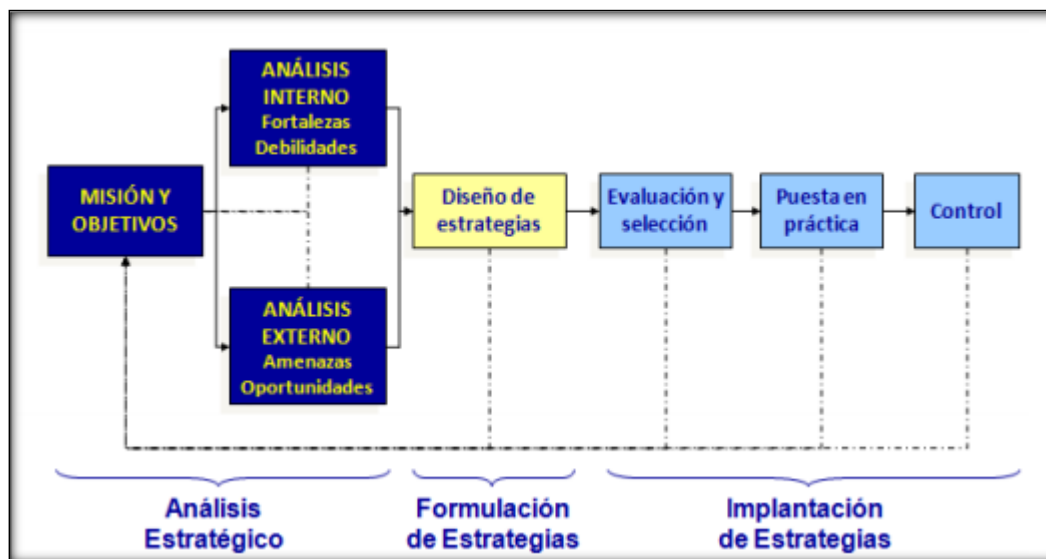 ANÁLISIS
INTERNO
Fortalezas
Debilidades
MISIÓN Y
OBJETIVOS
ANÁLISIS
EXTERNO
Amenazas
Oportunidades
Diseño de
estrategias
Evaluación y
selección
Puesta en
práctica
Control
Análisis
Estratégico
Formulación
de Estrategias
Implantación
de Estrategias